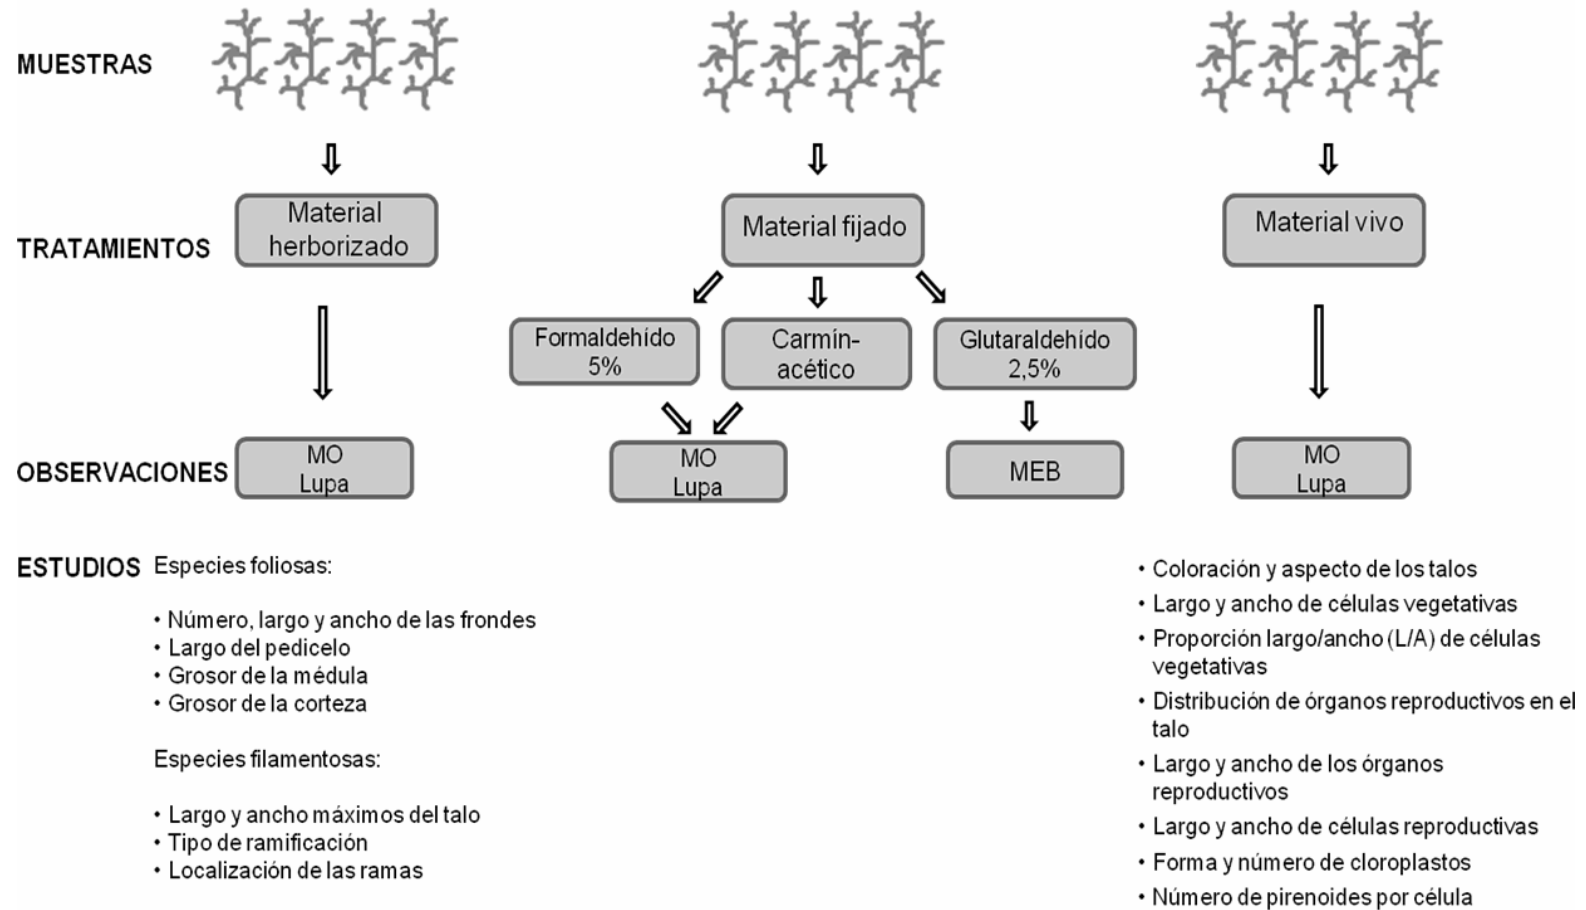 MUESTRAS
TRATAMIENTOS
Material
herborizado
Material fijado
Material vivo
Formaldehído
5%
Carmín-
acético
Glutaraldehído
2,5%
OBSERVACIONES
MO
Lupa
MO
Lupa
MEB
MO
Lupa
ESTUDIOS
Especies foliosas:
• Número, largo y ancho de las frondes
• Largo del pedicelo
• Grosor de la médula
• Grosor de la corteza
Especies filamentosas:
• Largo y ancho máximos del talo
• Tipo de ramificación
• Localización de las ramas
• Coloración y aspecto de los talos
• Largo y ancho de células vegetativas
• Proporción largo/ancho (L/A) de células
vegetativas
• Distribución de órganos reproductivos en el
talo
• Largo y ancho de los órganos
reproductivos
• Largo y ancho de células reproductivas
• Forma y número de cloroplastos
• Número de pirenoides por célula